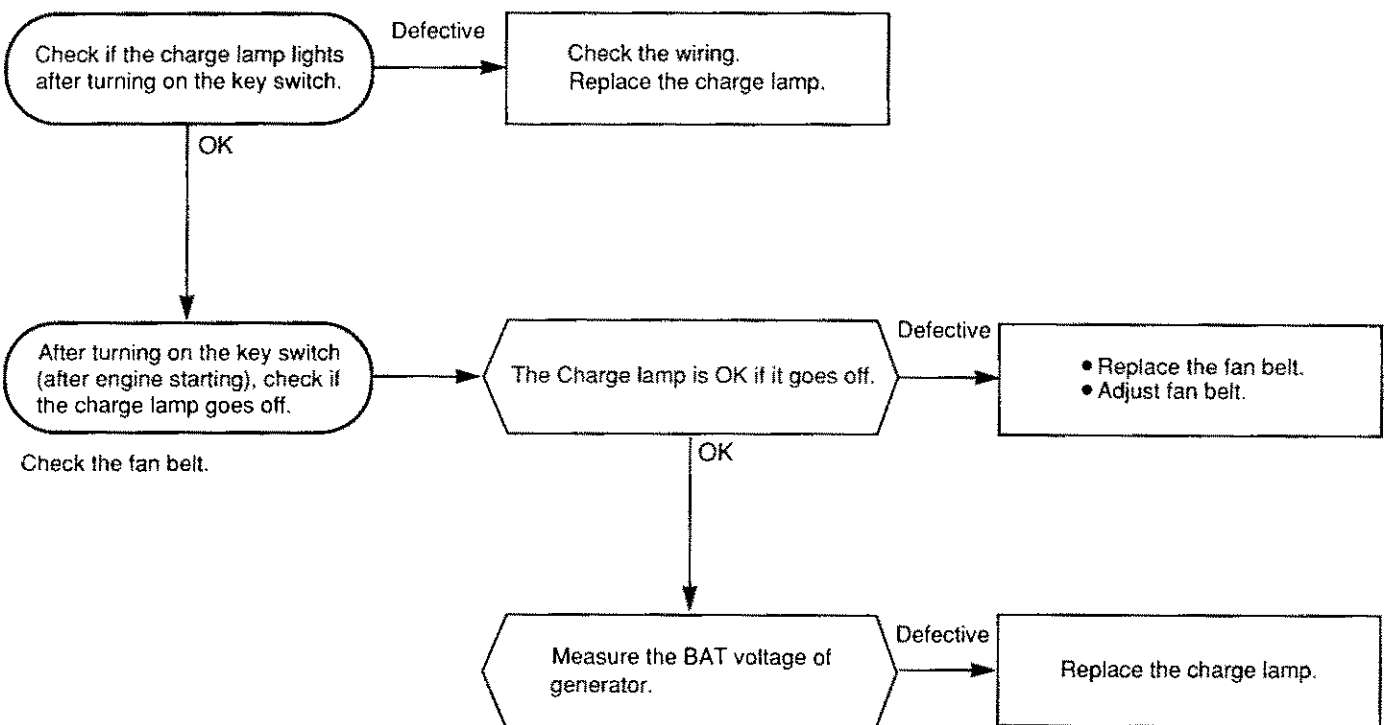 Check if the charge lamp lights
after turning on the key switch.
Defective
Check the wiring.
Replace the charge lamp.
OK
After turning on the key switch
(after engine starting), check if
the charge lamp goes off.
Check the fan belt.
The Charge lamp is OK if it goes off.
Defective
● Replace the fan belt.
● Adjust fan belt.
OK
Measure the BAT voltage of
generator.
Defective
Replace the charge lamp.